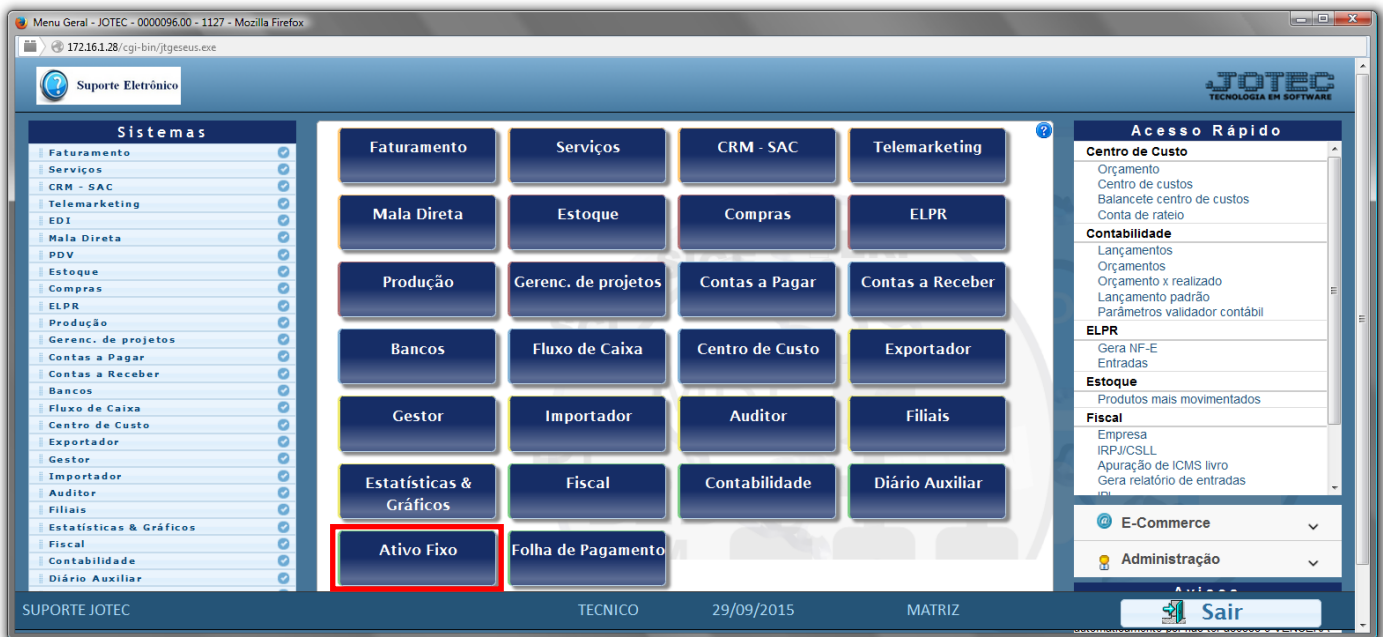 Menu Geral - JOTEC - 0000096.00 - 1127 - Mozilla Firefox
172.16.1.28/cgi-bin/jtgeseus.exe
Suporte Eletrônico
JOTEC
TECNOLOGIA EM SOFTWARE
Sistemas
Faturamento
Serviços
CRM - SAC
Telemarketing
EDI
Mala Direta
PDV
Estoque
Compras
ELPR
Produção
Gerenc. de projetos
Contas a Pagar
Contas a Receber
Bancos
Fluxo de Caixa
Centro de Custo
Exportador
Gestor
Importador
Auditor
Filiais
Estatísticas & Gráficos
Fiscal
Contabilidade
Diário Auxiliar
Faturamento
Serviços
CRM - SAC
Telemarketing
Mala Direta
Estoque
Compras
ELPR
Produção
Gerenc. de projetos
Contas a Pagar
Contas a Receber
Bancos
Fluxo de Caixa
Centro de Custo
Exportador
Gestor
Importador
Auditor
Filiais
Estatísticas &
Gráficos
Fiscal
Contabilidade
Diário Auxiliar
Ativo Fixo
Folha de Pagamento
Acesso Rápido
Centro de Custo
Orçamento
Centro de custos
Balancete centro de custos
Conta de rateio
Contabilidade
Lançamentos
Orçamentos
Orçamento x realizado
Lançamento padrão
Parâmetros validador contábil
ELPR
Gera NF-E
Entradas
Estoque
Produtos mais movimentados
Fiscal
Empresa
IRPJ/CSLL
Apuração de ICMS livro
Gera relatório de entradas
IPI
E-Commerce
Administração
Avisos
SUPORTE JOTEC
TECNICO
29/09/2015
MATRIZ
Sair